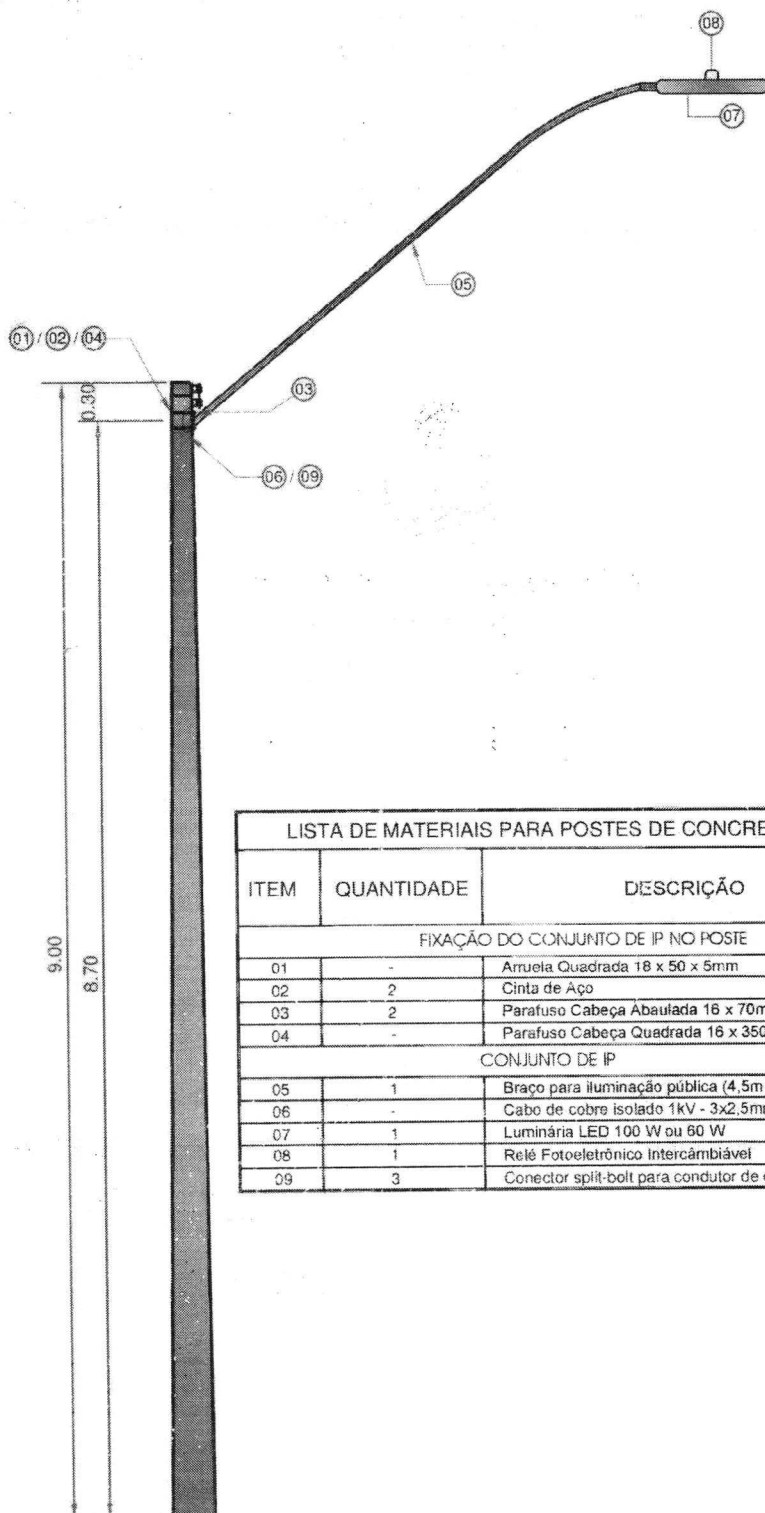 08
07
05
01 / 02 / 04
0.30
03
06 / 09
9.00
8.70
LISTA DE MATERIAIS PARA POSTES DE CONCRE
ITEM QUANTIDADE DESCRIÇÃO
FIXAÇÃO DO CONJUNTO DE IP NO POSTE
01 - Arruela Quadrada 18 x 50 x 5mm
02 2 Cinta de Aço
03 2 Parafuso Cabeça Abaulada 16 x 70m
04 - Parafuso Cabeça Quadrada 16 x 350
CONJUNTO DE IP
05 1 Braço para iluminação pública (4,5m
06 - Cabo de cobre isolado 1kV - 3x2,5m
07 1 Luminária LED 100 W ou 60 W
08 1 Relé Fotoeletrônico Intercâmbiável
09 3 Conector split-bolt para condutor de